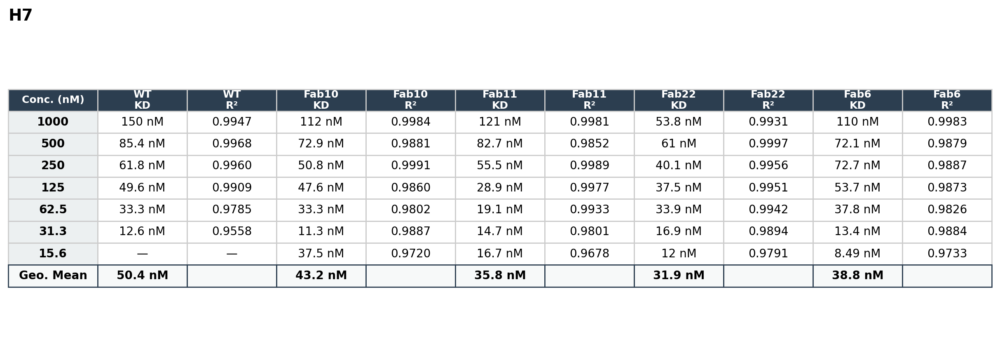 H7
Conc. (nM) WT KD WT R² Fab10 KD Fab10 R² Fab11 KD Fab11 R² Fab22 KD Fab22 R² Fab6 KD Fab6 R²
1000 150 nM 0.9947 112 nM 0.9984 121 nM 0.9981 53.8 nM 0.9931 110 nM 0.9983
500 85.4 nM 0.9968 72.9 nM 0.9881 82.7 nM 0.9852 61 nM 0.9997 72.1 nM 0.9879
250 61.8 nM 0.9960 50.8 nM 0.9991 55.5 nM 0.9989 40.1 nM 0.9956 72.7 nM 0.9887
125 49.6 nM 0.9909 47.6 nM 0.9860 28.9 nM 0.9977 37.5 nM 0.9951 53.7 nM 0.9873
62.5 33.3 nM 0.9785 33.3 nM 0.9802 19.1 nM 0.9933 33.9 nM 0.9942 37.8 nM 0.9826
31.3 12.6 nM 0.9558 11.3 nM 0.9887 14.7 nM 0.9801 16.9 nM 0.9894 13.4 nM 0.9884
15.6 — — 37.5 nM 0.9720 16.7 nM 0.9678 12 nM 0.9791 8.49 nM 0.9733
Geo. Mean 50.4 nM 43.2 nM 35.8 nM 31.9 nM 38.8 nM